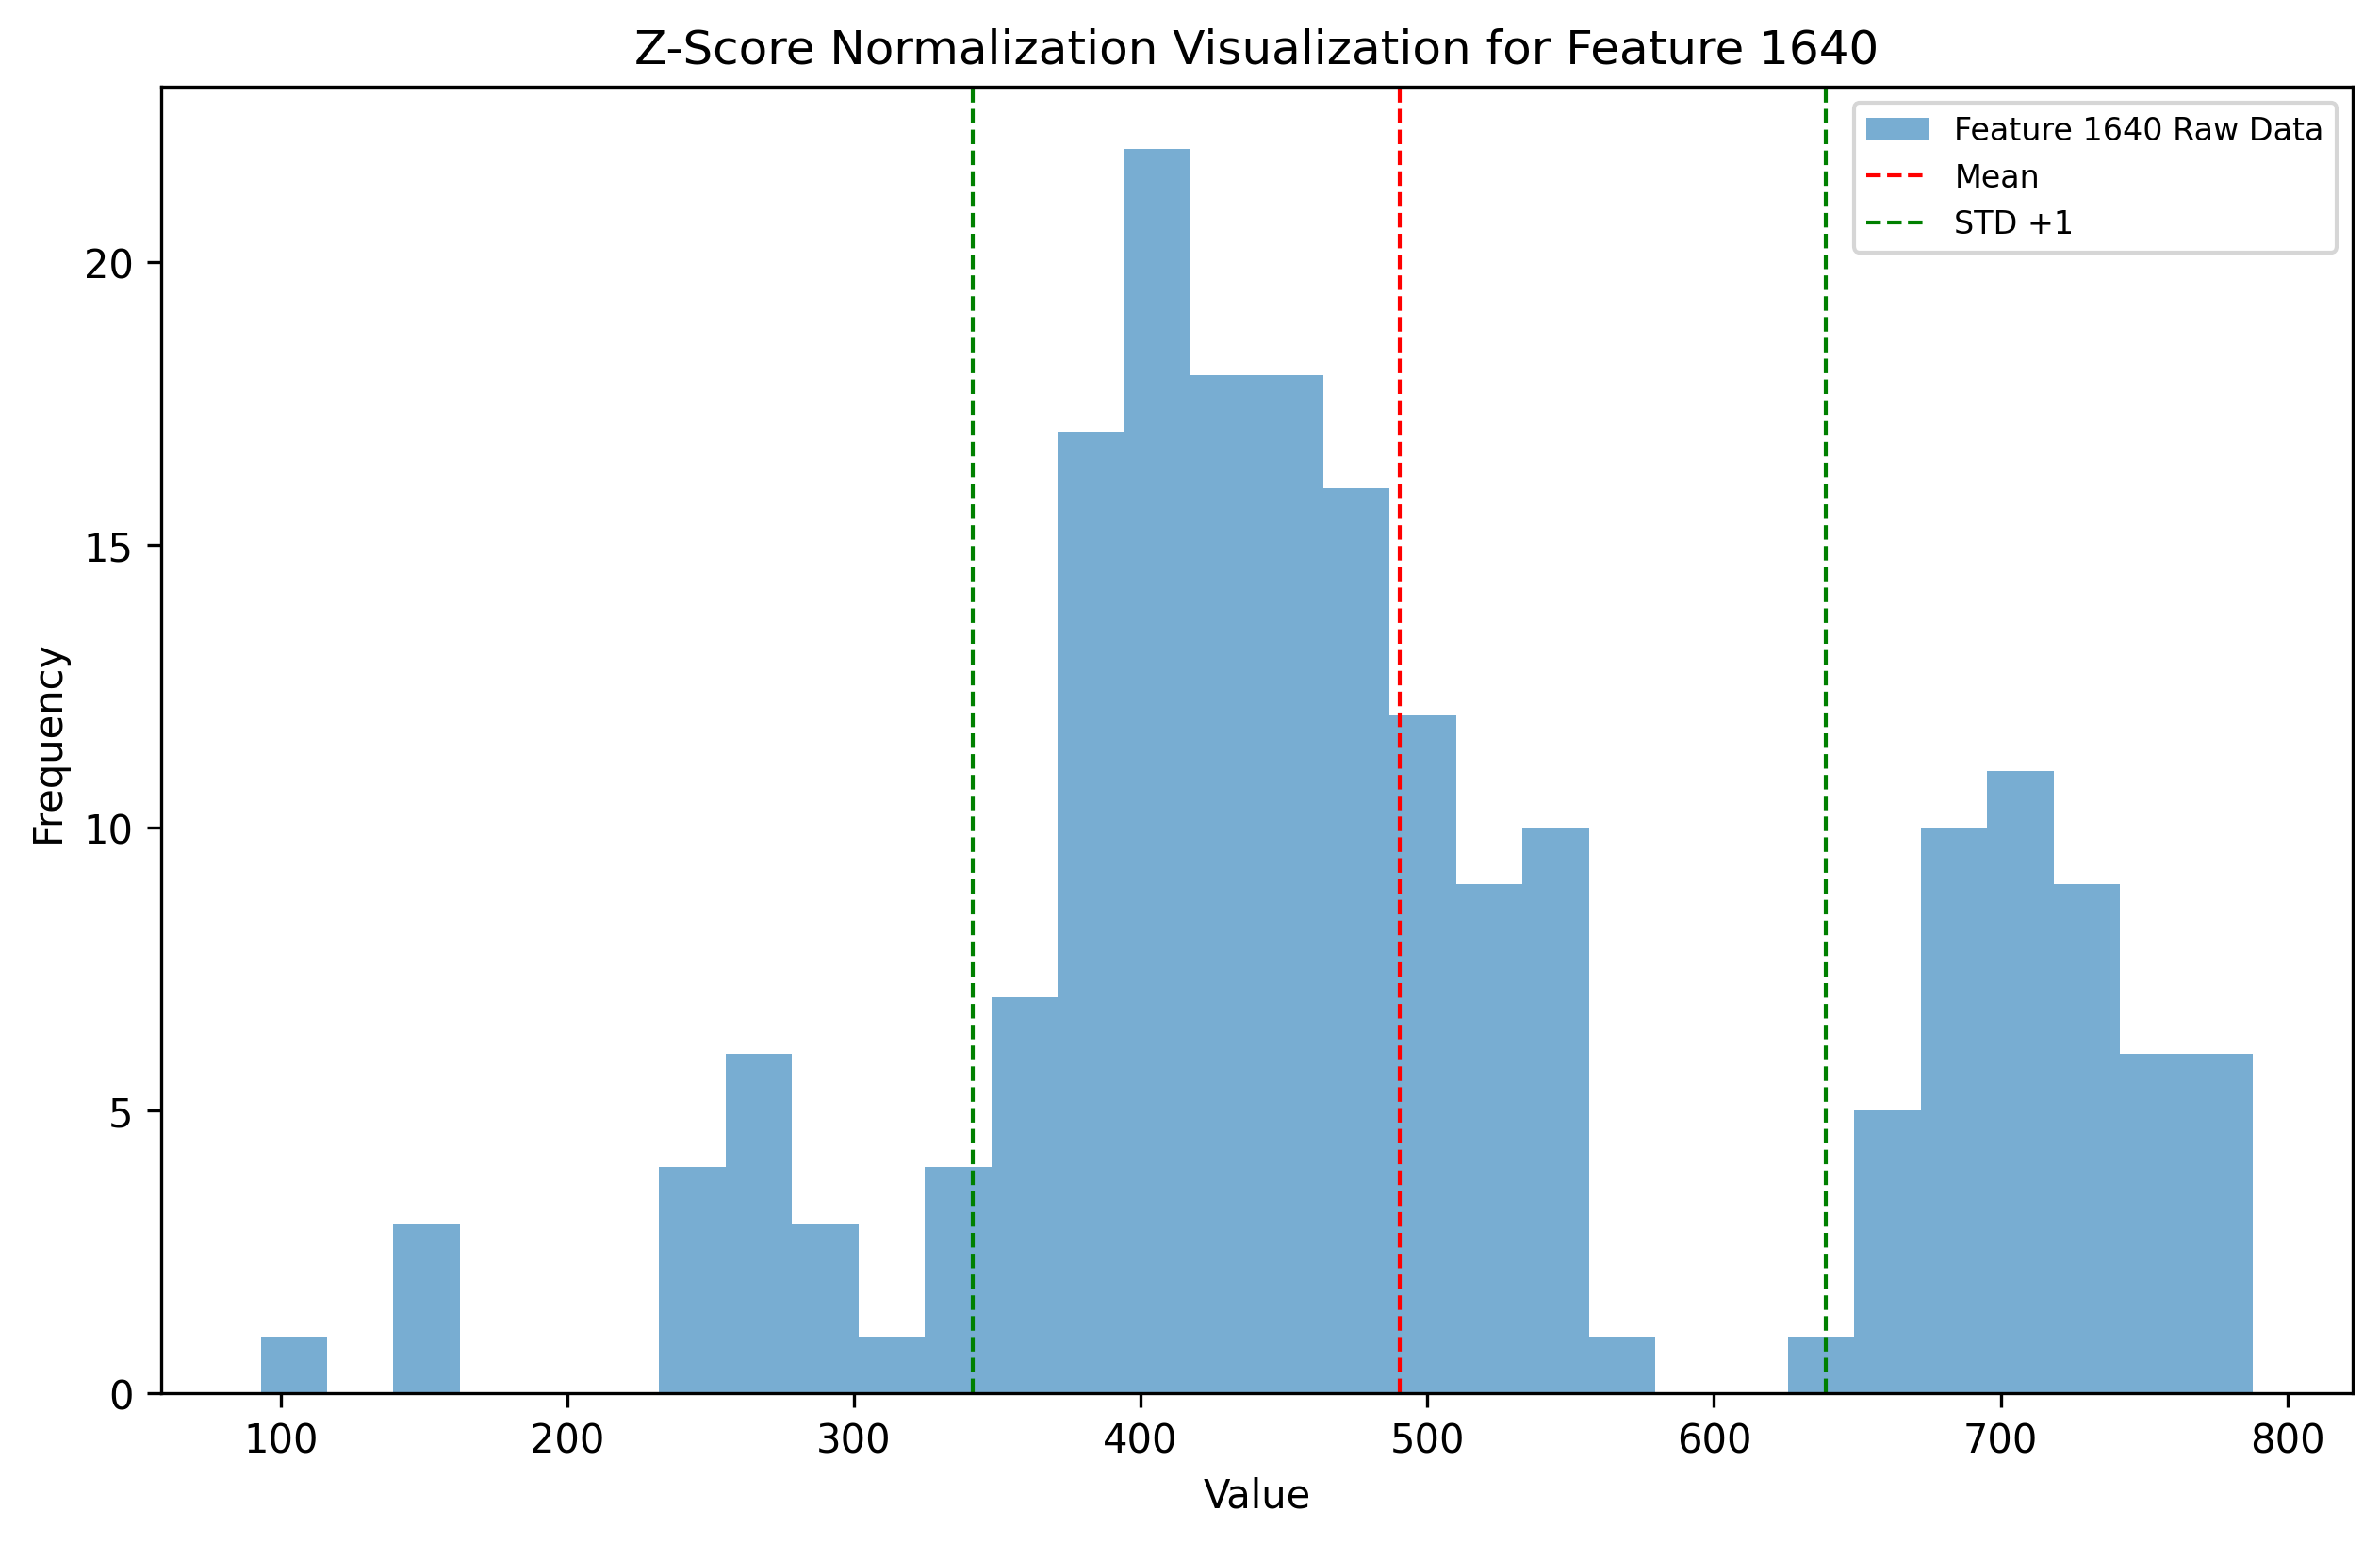 Z-Score Normalization Visualization for Feature 1640
Feature 1640 Raw Data
Mean
STD +1
Frequency
20
15
10
5
0
100 200 300 400 500 600 700 800
Value